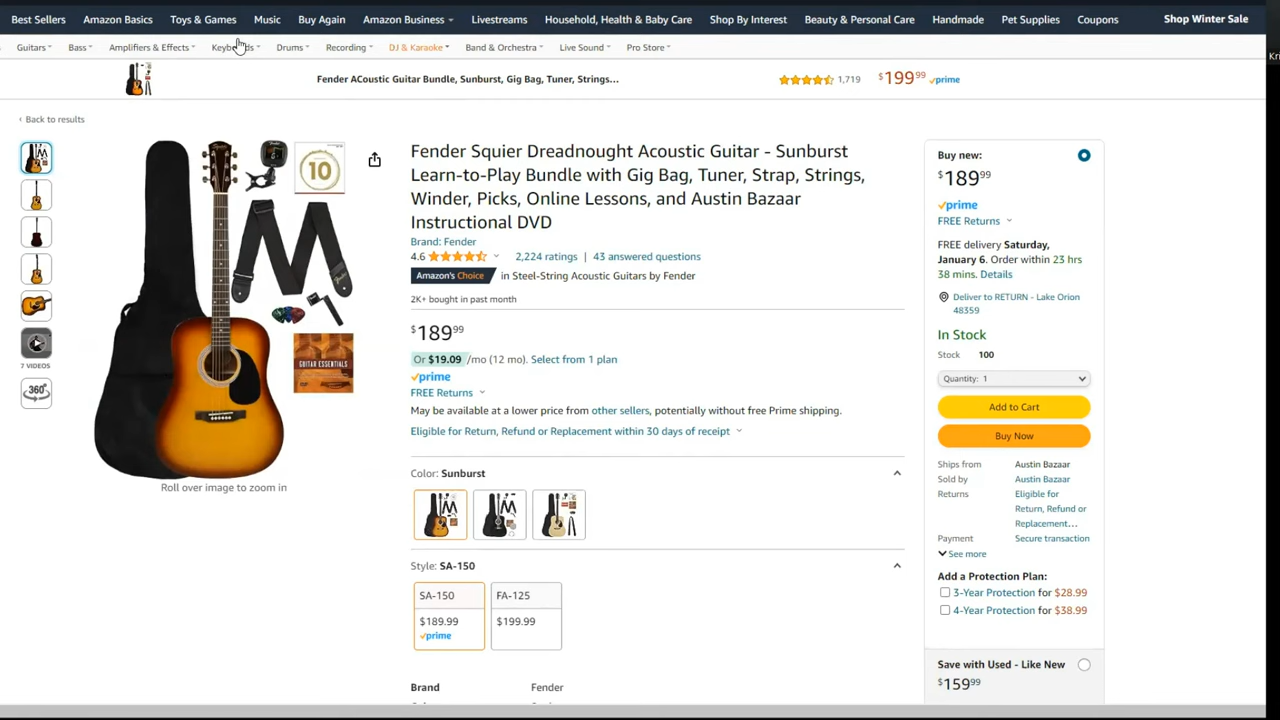 Best Sellers Amazon Basics Toys & Games Music Buy Again Amazon Business Livestreams Household, Health & Baby Care Shop By Interest Beauty & Personal Care Handmade Pet Supplies Coupons Shop Winter Sale
Guitars Bass Amplifiers & Effects Keyboards Drums Recording DJ & Karaoke Band & Orchestra Live Sound Pro Store
Fender ACoustic Guitar Bundle, Sunburst, Gig Bag, Tuner, Strings... 1,719 $199⁹⁹ prime
‹ Back to results
7 VIDEOS
360°
10
GUITAR ESSENTIALS
Roll over image to zoom in
Fender Squier Dreadnought Acoustic Guitar - Sunburst
Learn-to-Play Bundle with Gig Bag, Tuner, Strap, Strings,
Winder, Picks, Online Lessons, and Austin Bazaar
Instructional DVD
Brand: Fender
4.6 2,224 ratings | 43 answered questions
Amazon's Choice in Steel-String Acoustic Guitars by Fender
2K+ bought in past month
$189⁹⁹
Or $19.09 /mo (12 mo). Select from 1 plan
prime
FREE Returns
May be available at a lower price from other sellers, potentially without free Prime shipping.
Eligible for Return, Refund or Replacement within 30 days of receipt
Color: Sunburst
Style: SA-150
SA-150 FA-125
$189.99 $199.99
prime
Brand Fender
Buy new:
$189⁹⁹
prime
FREE Returns
FREE delivery Saturday,
January 6. Order within 23 hrs
38 mins. Details
Deliver to RETURN - Lake Orion
48359
In Stock
Stock 100
Quantity: 1
Add to Cart
Buy Now
Ships from Austin Bazaar
Sold by Austin Bazaar
Returns Eligible for
Return, Refund or
Replacement...
Payment Secure transaction
See more
Add a Protection Plan:
3-Year Protection for $28.99
4-Year Protection for $38.99
Save with Used - Like New
$159⁹⁹